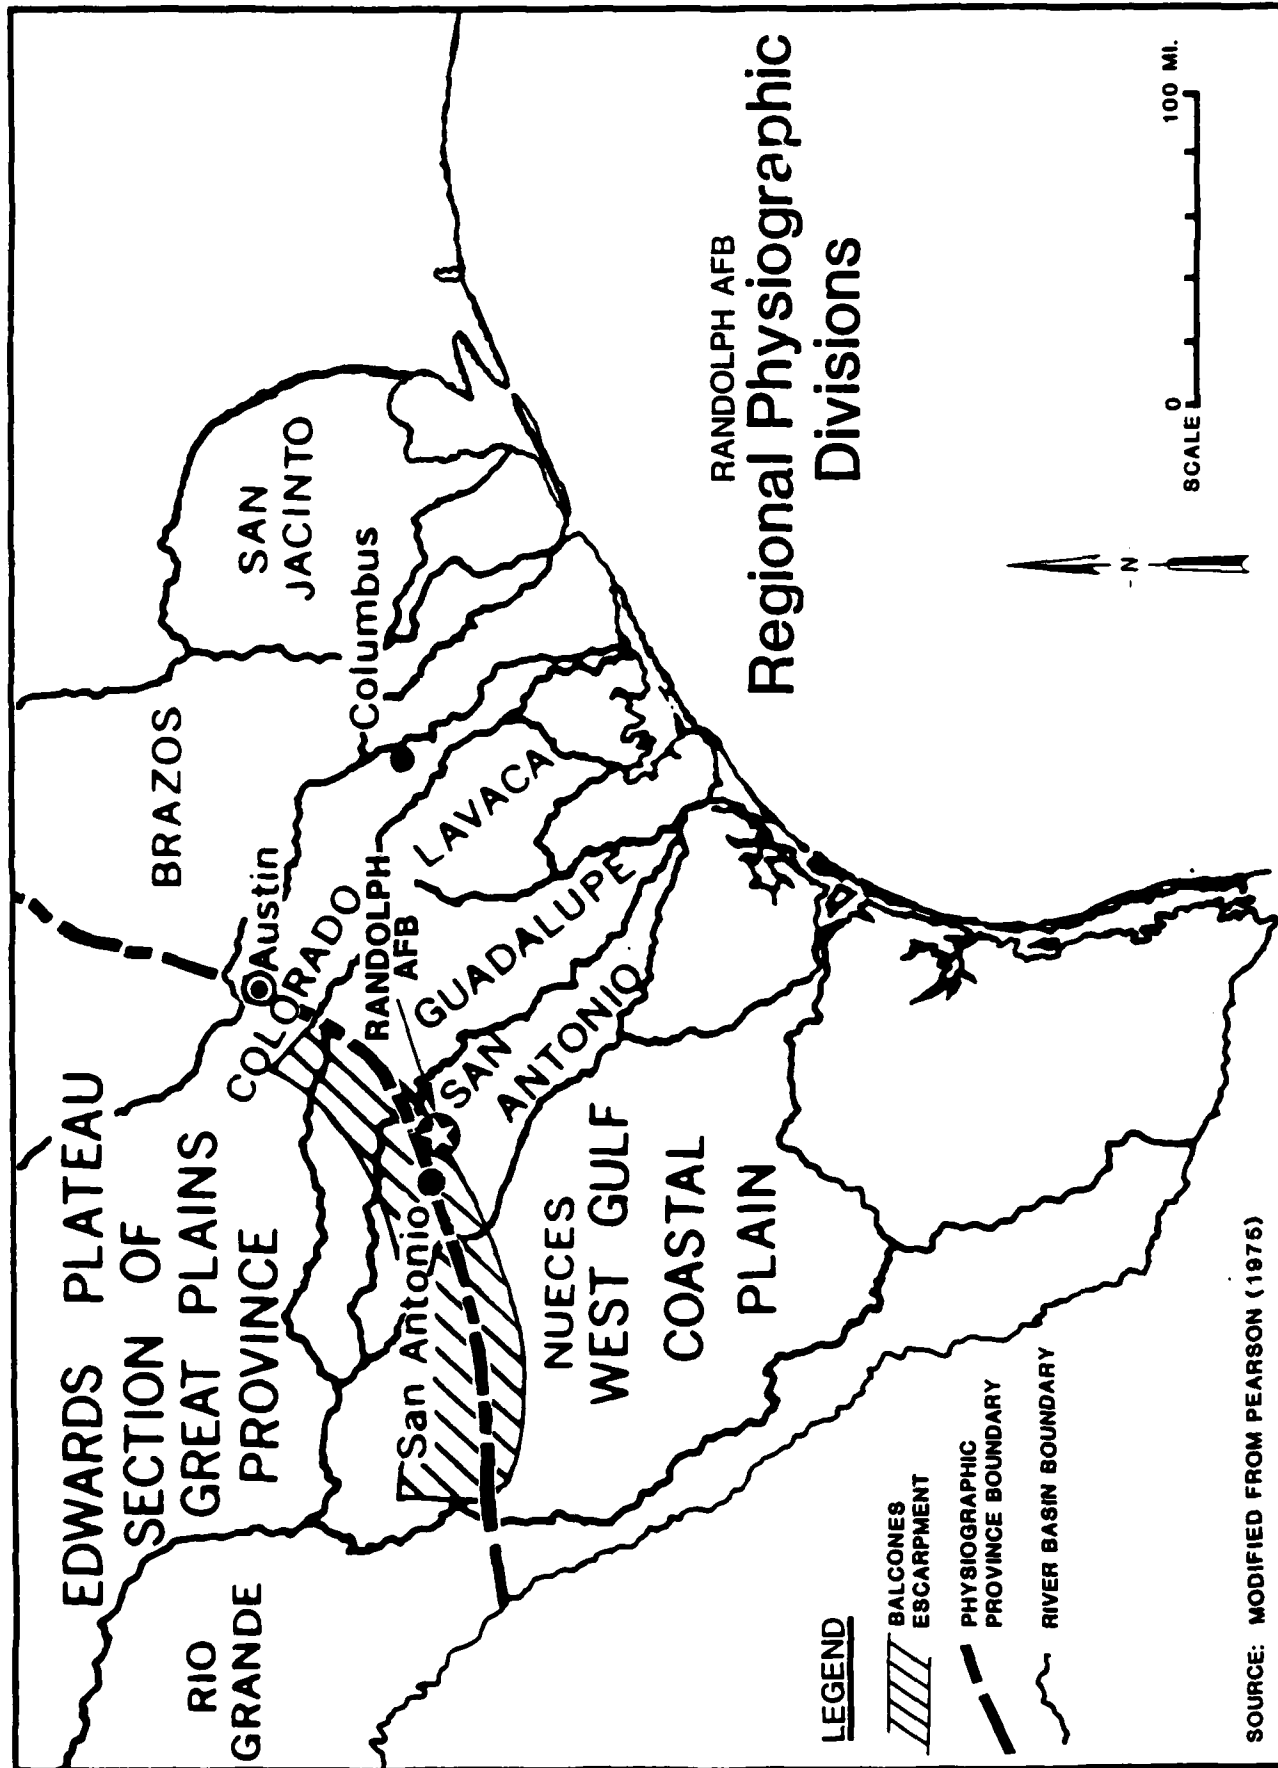 EDWARDS PLATEAU
SECTION OF
GREAT PLAINS
PROVINCE
RIO
GRANDE
BRAZOS
SAN
JACINTO
Austin
COLORADO
Columbus
RANDOLPH
AFB
LAVACA
GUADALUPE
San Antonio
SAN
ANTONIO
NUECES
WEST GULF
COASTAL
PLAIN
RANDOLPH AFB
Regional Physiographic
Divisions
LEGEND
BALCONES
ESCARPMENT
PHYSIOGRAPHIC
PROVINCE BOUNDARY
RIVER BASIN BOUNDARY
N
SCALE 0 100 MI.
SOURCE: MODIFIED FROM PEARSON (1975)